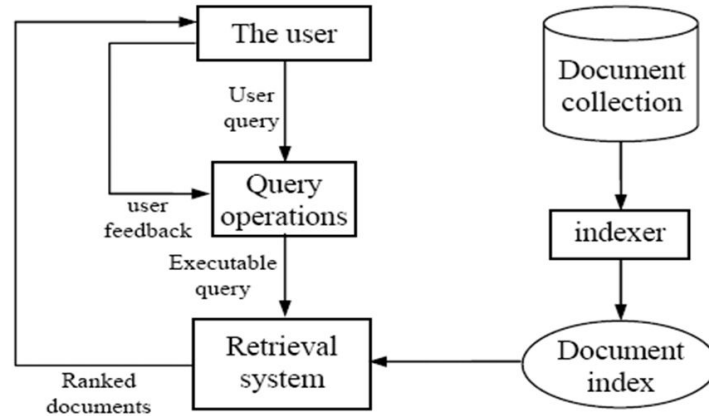 The user
User
query
user
feedback
Query
operations
Executable
query
Retrieval
system
Ranked
documents
Document
collection
indexer
Document
index